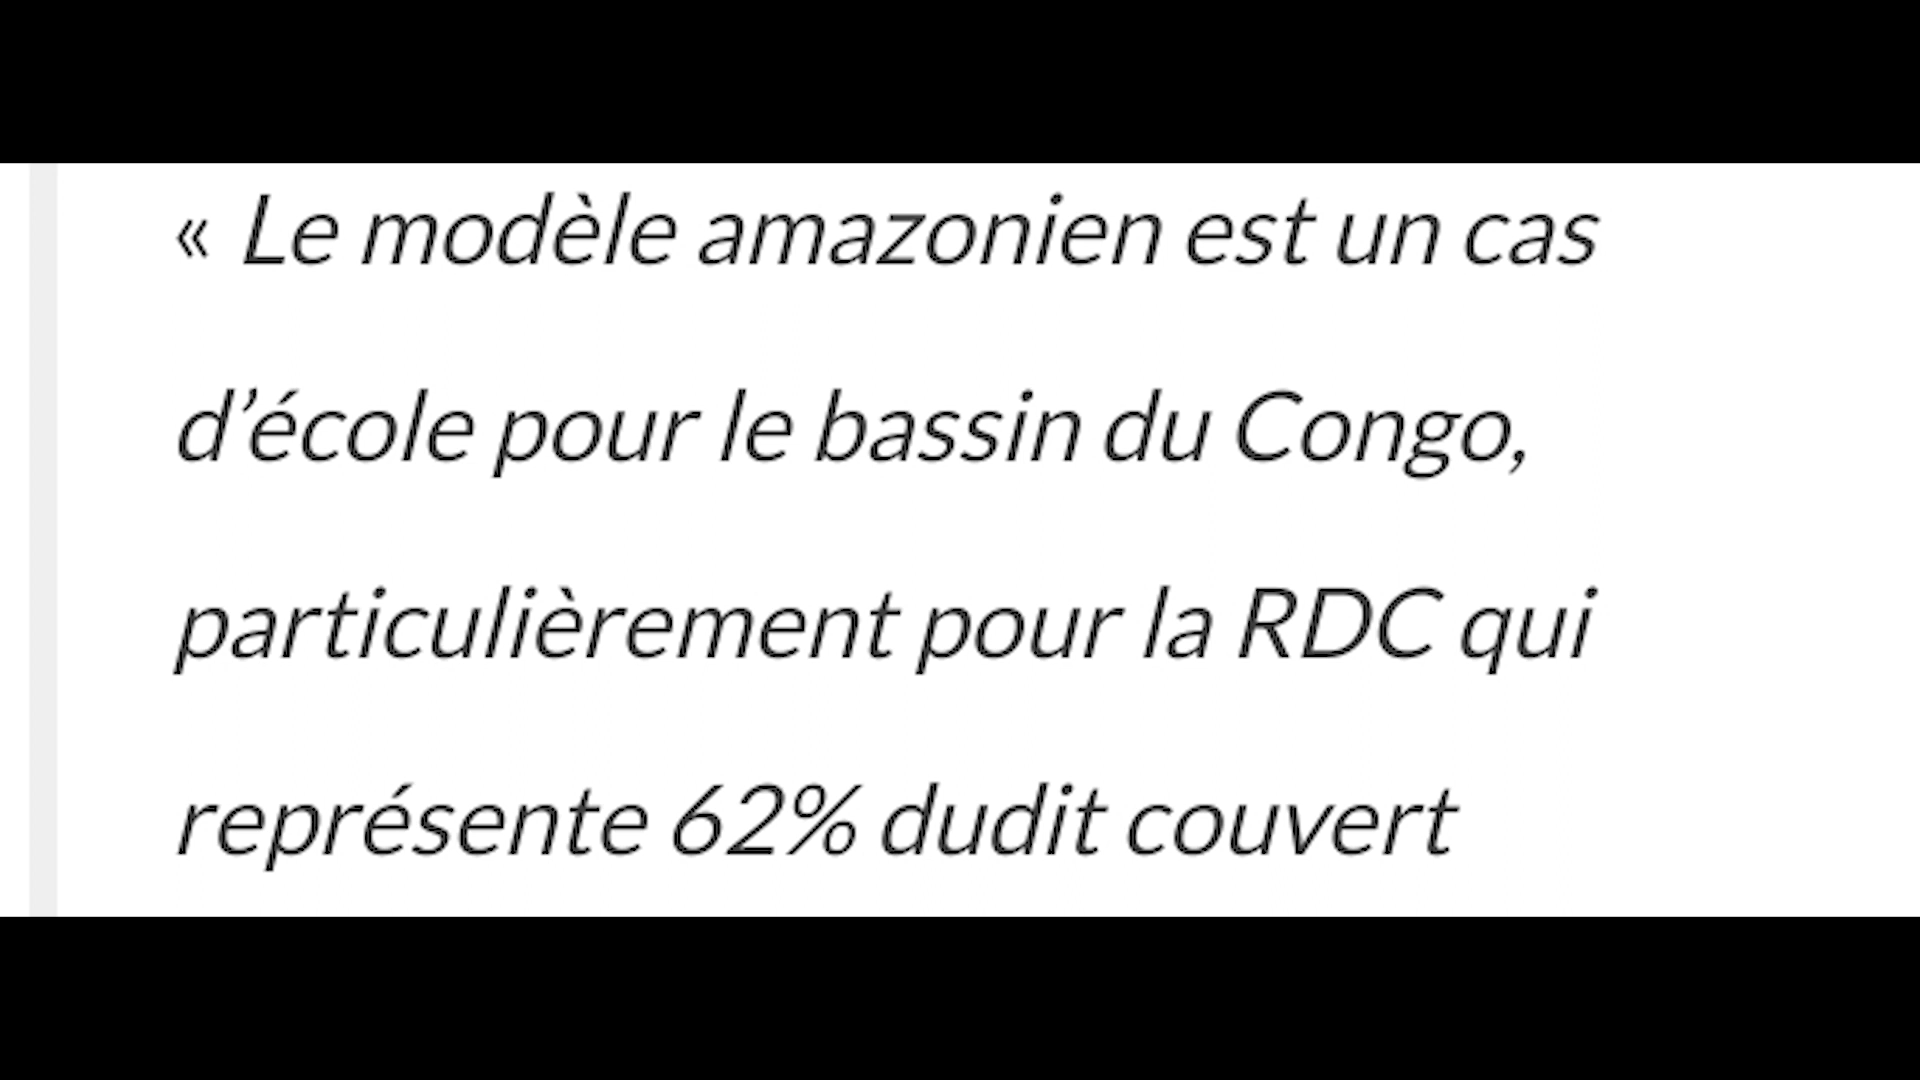 « Le modèle amazonien est un cas
d’école pour le bassin du Congo,
particulièrement pour la RDC qui
représente 62% dudit couvert